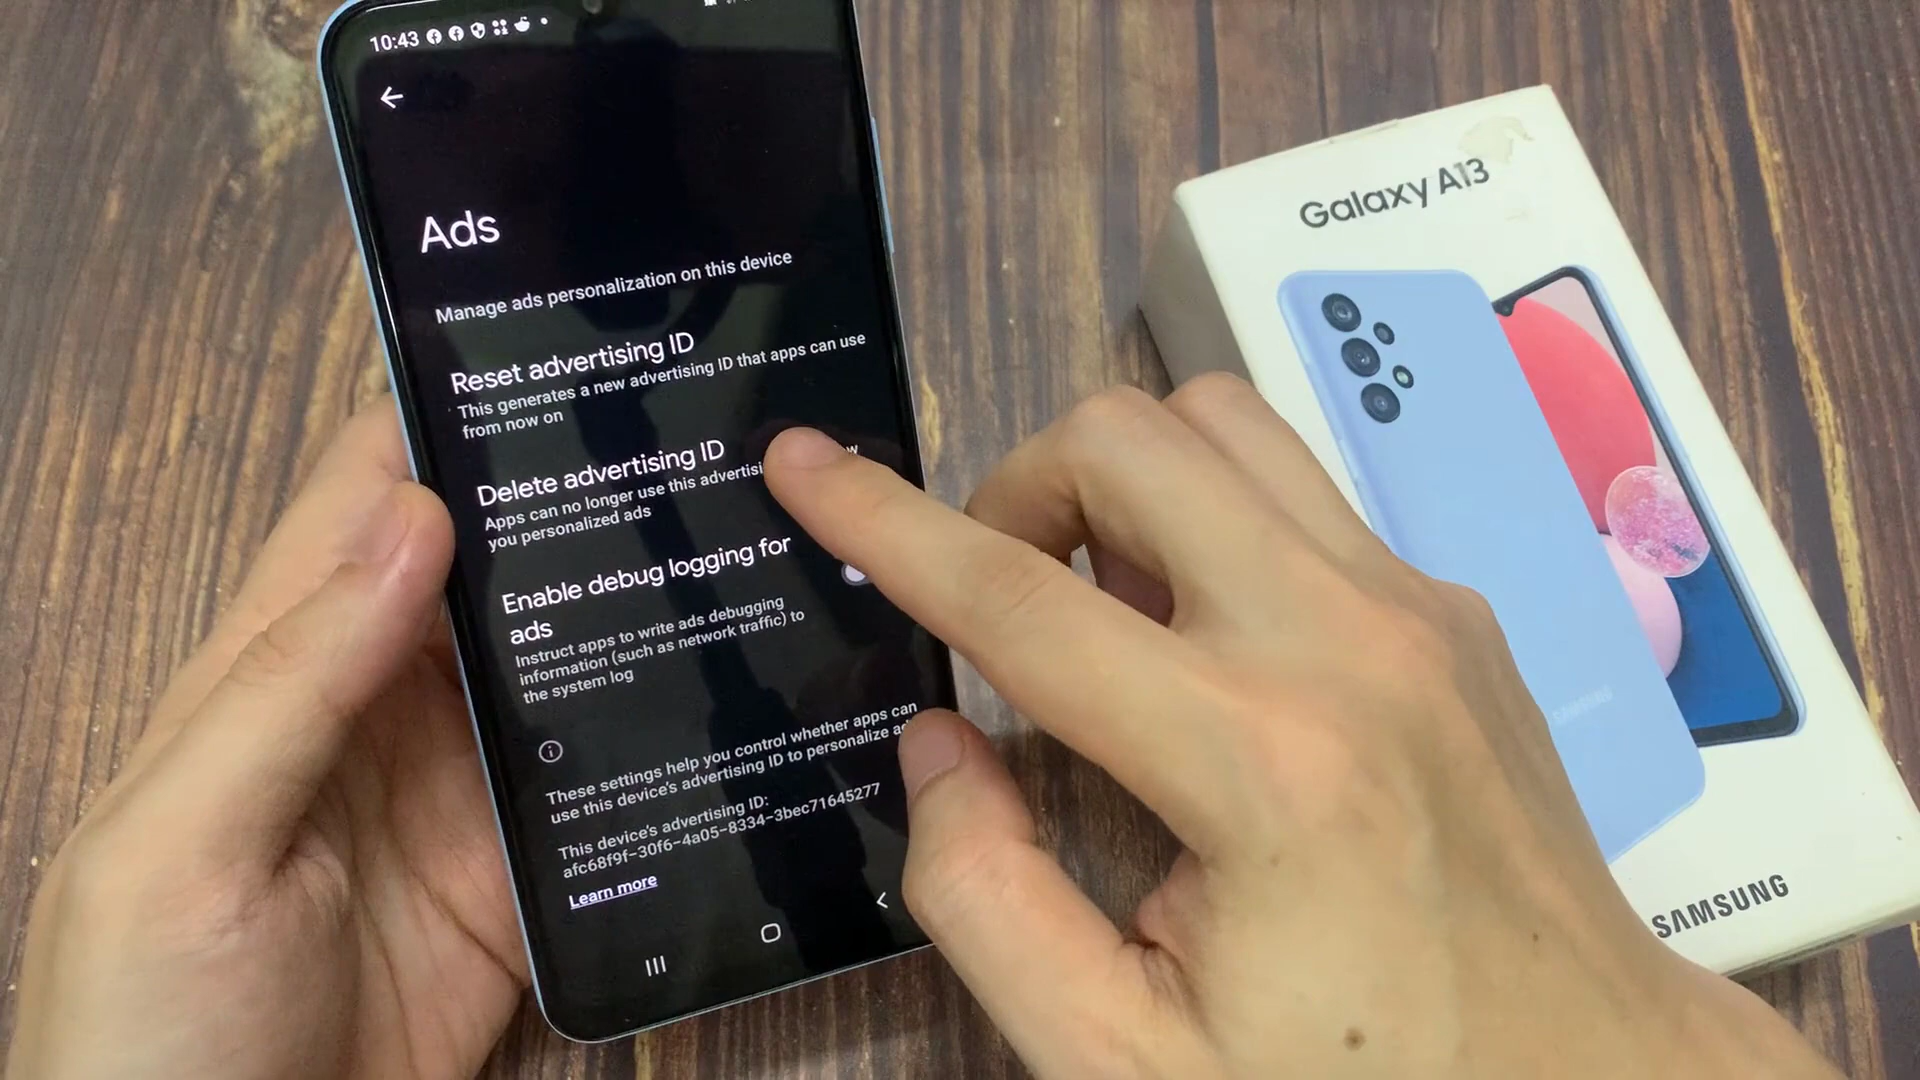 10:43
Ads
Manage ads personalization on this device
Reset advertising ID
This generates a new advertising ID that apps can use
from now on
Delete advertising ID
Apps can no longer use this
you personalized ads
Enable debug logging for
ads
Instruct apps to write ads debugging
information (such as network traffic) to
the system log
These settings help you control whether apps can
use this device's advertising ID to personalize
This device's advertising ID:
afc68f9f-30f6-4a05-8334-3bec71645277
Learn more
Galaxy A13
SAMSUNG
SAMSUNG